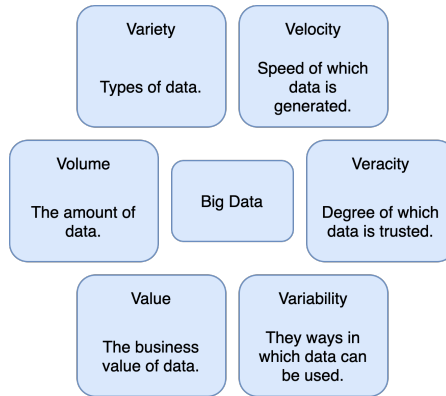 Variety
Types of data.
Velocity
Speed of which
data is
generated.
Volume
The amount of
data.
Big Data
Veracity
Degree of which
data is trusted.
Value
The business
value of data.
Variability
They ways in
which data can
be used.